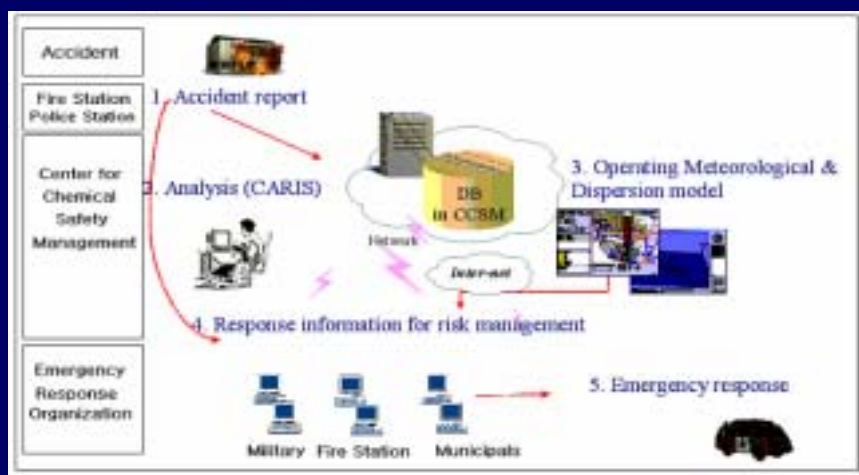 Accident
Fire Station
Police Station
1. Accident report
Center for
Chemical
Safety
Management
2. Analysis (CARIS)
DB
in CCSM
3. Operating Meteorological &
Dispersion model
Network
Inter-net
4. Response information for risk management
Emergency
Response
Organization
5. Emergency response
Military Fire Station Municipals